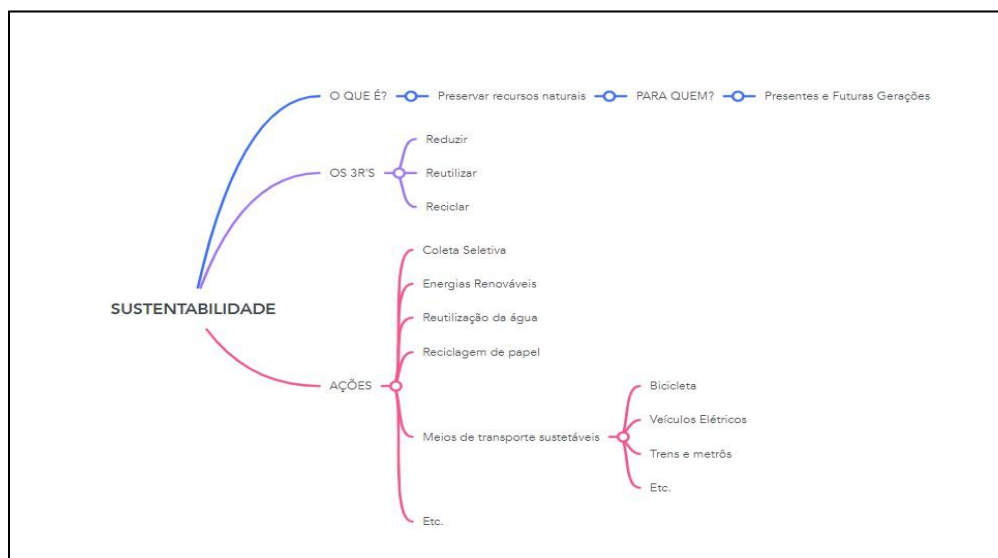 O QUE É?
Preservar recursos naturais
PARA QUEM?
Presentes e Futuras Gerações
OS 3R'S
Reduzir
Reutilizar
Reciclar
SUSTENTABILIDADE
AÇÕES
Coleta Seletiva
Energias Renováveis
Reutilização da água
Reciclagem de papel
Meios de transporte sustetáveis
Bicicleta
Veículos Elétricos
Trens e metrôs
Etc.
Etc.